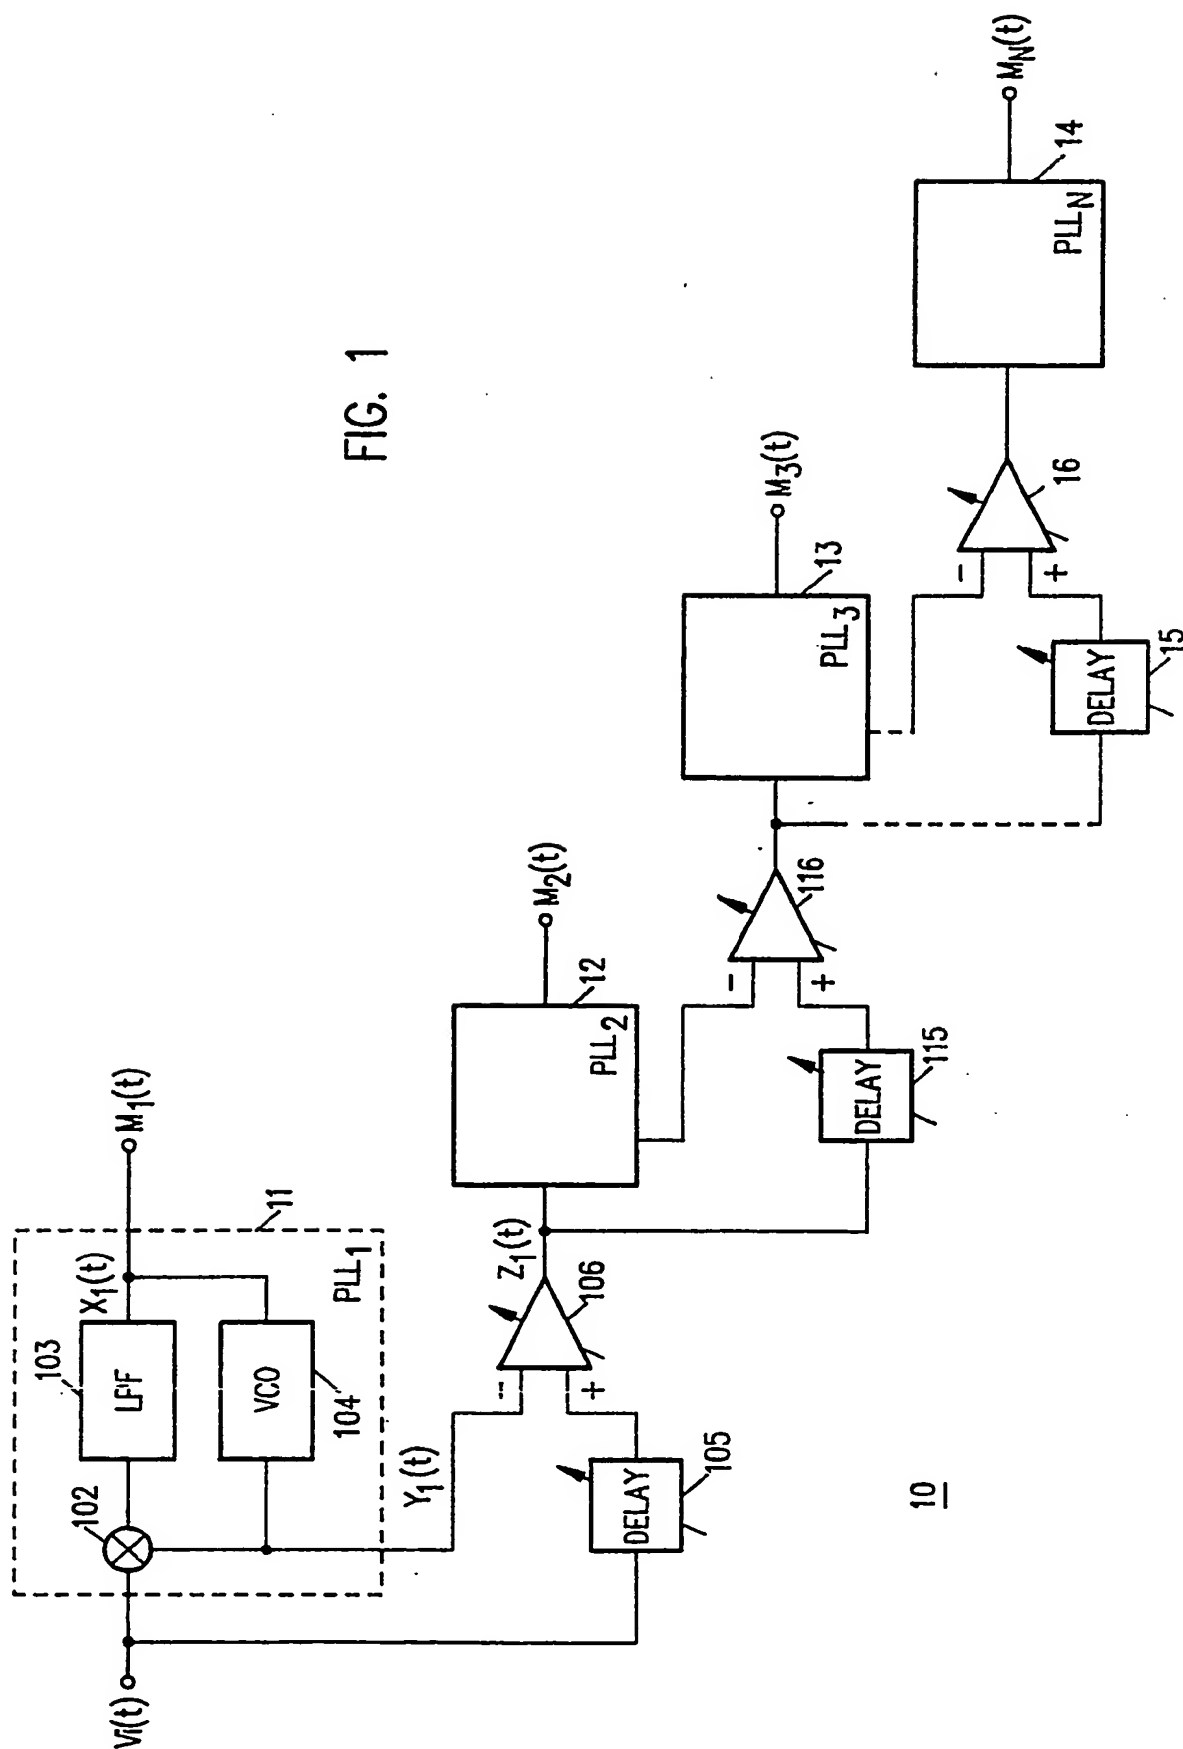 FIG. 1
Vi(t)
102
103
LPF
X1(t)
VCO
104
11
PLL1
M1(t)
Y1(t)
DELAY
105
-
+
106
Z1(t)
PLL2
12
M2(t)
DELAY
115
-
+
116
PLL3
13
M3(t)
DELAY
15
-
+
16
PLLN
14
MN(t)
10